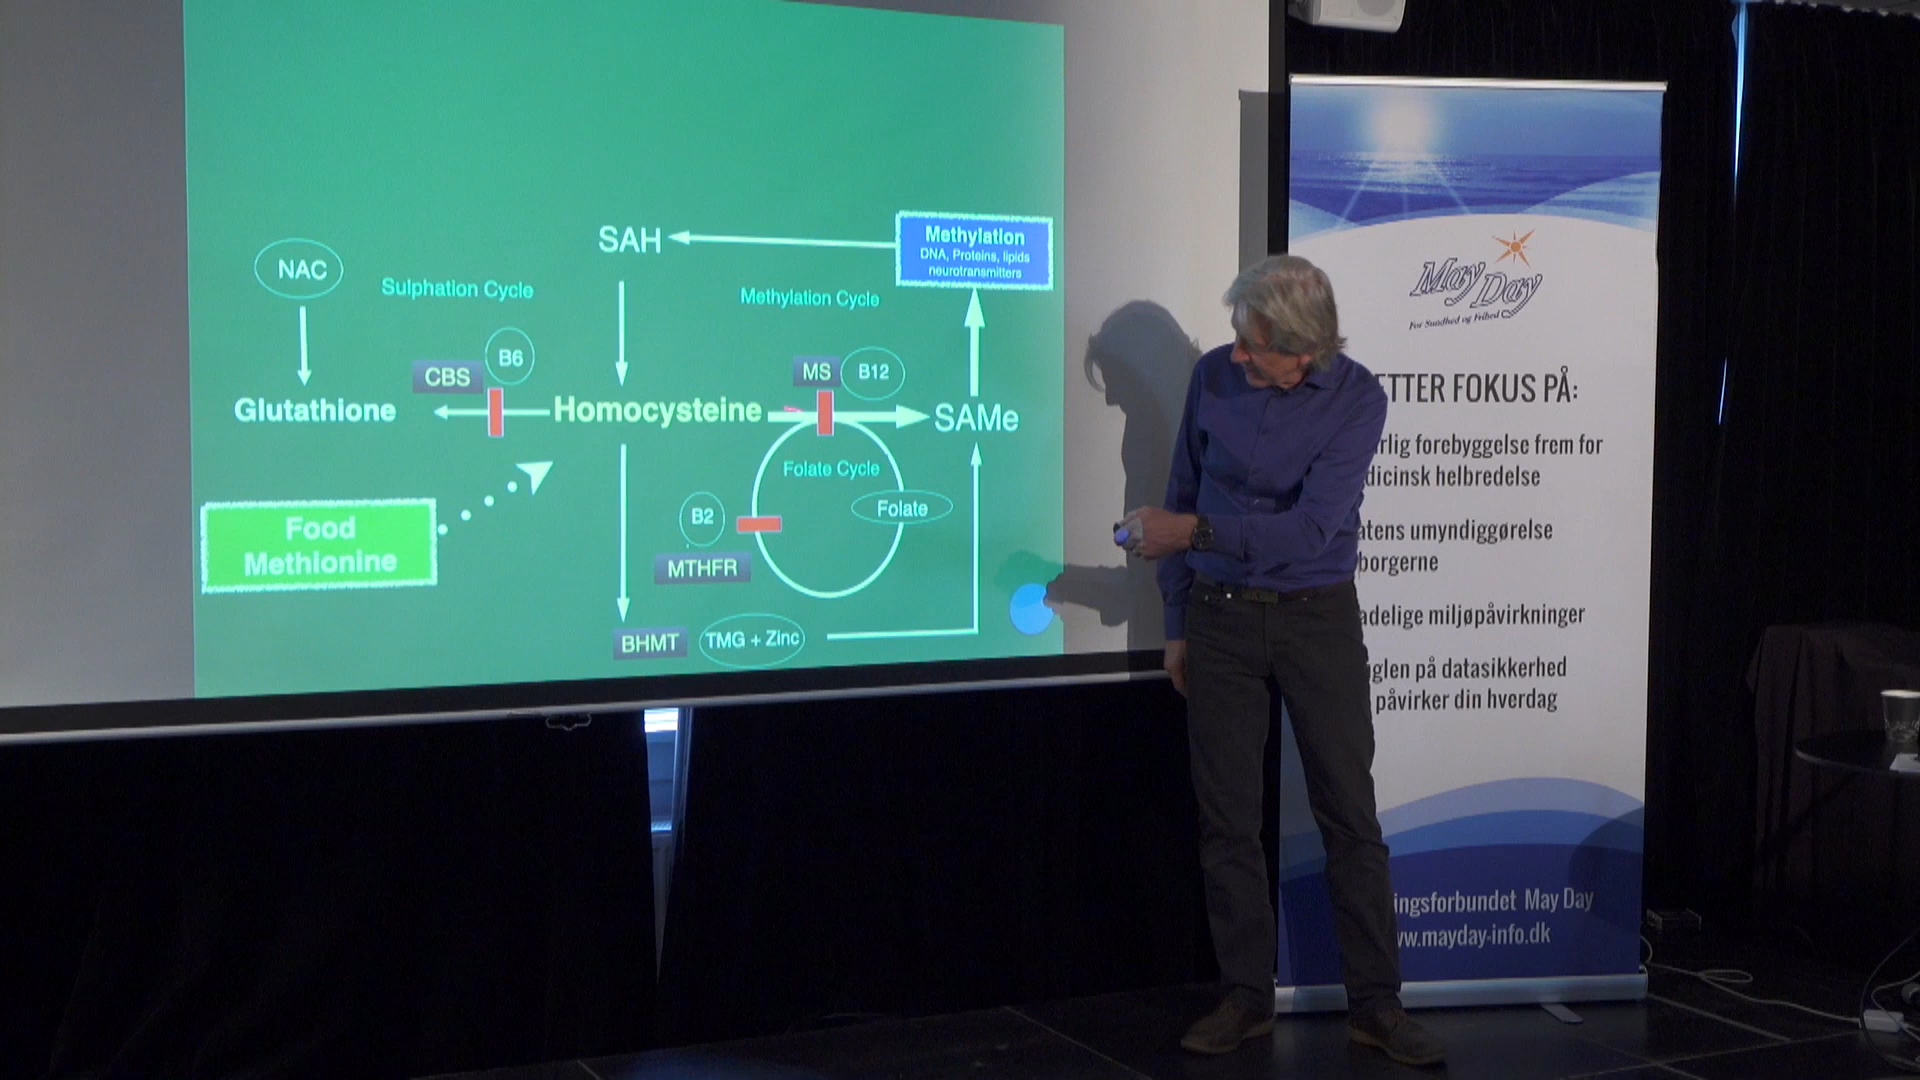 SAH
Methylation
DNA, Proteins, lipids
neurotransmitters
NAC
Sulphation Cycle
Methylation Cycle
B6
CBS
MS
B12
Glutathione
Homocysteine
SAMe
Folate Cycle
Folate
B2
MTHFR
Food
Methionine
BHMT
TMG + Zinc
May Day
For Sundhed og Frihed
ETTER FOKUS PÅ:
rlig forebyggelse frem for
dicinsk helbredelse
atens umyndiggørelse
borgerne
adelige miljøpåvirkninger
glen på datasikkerhed
påvirker din hverdag
ingsforbundet May Day
w.mayday-info.dk